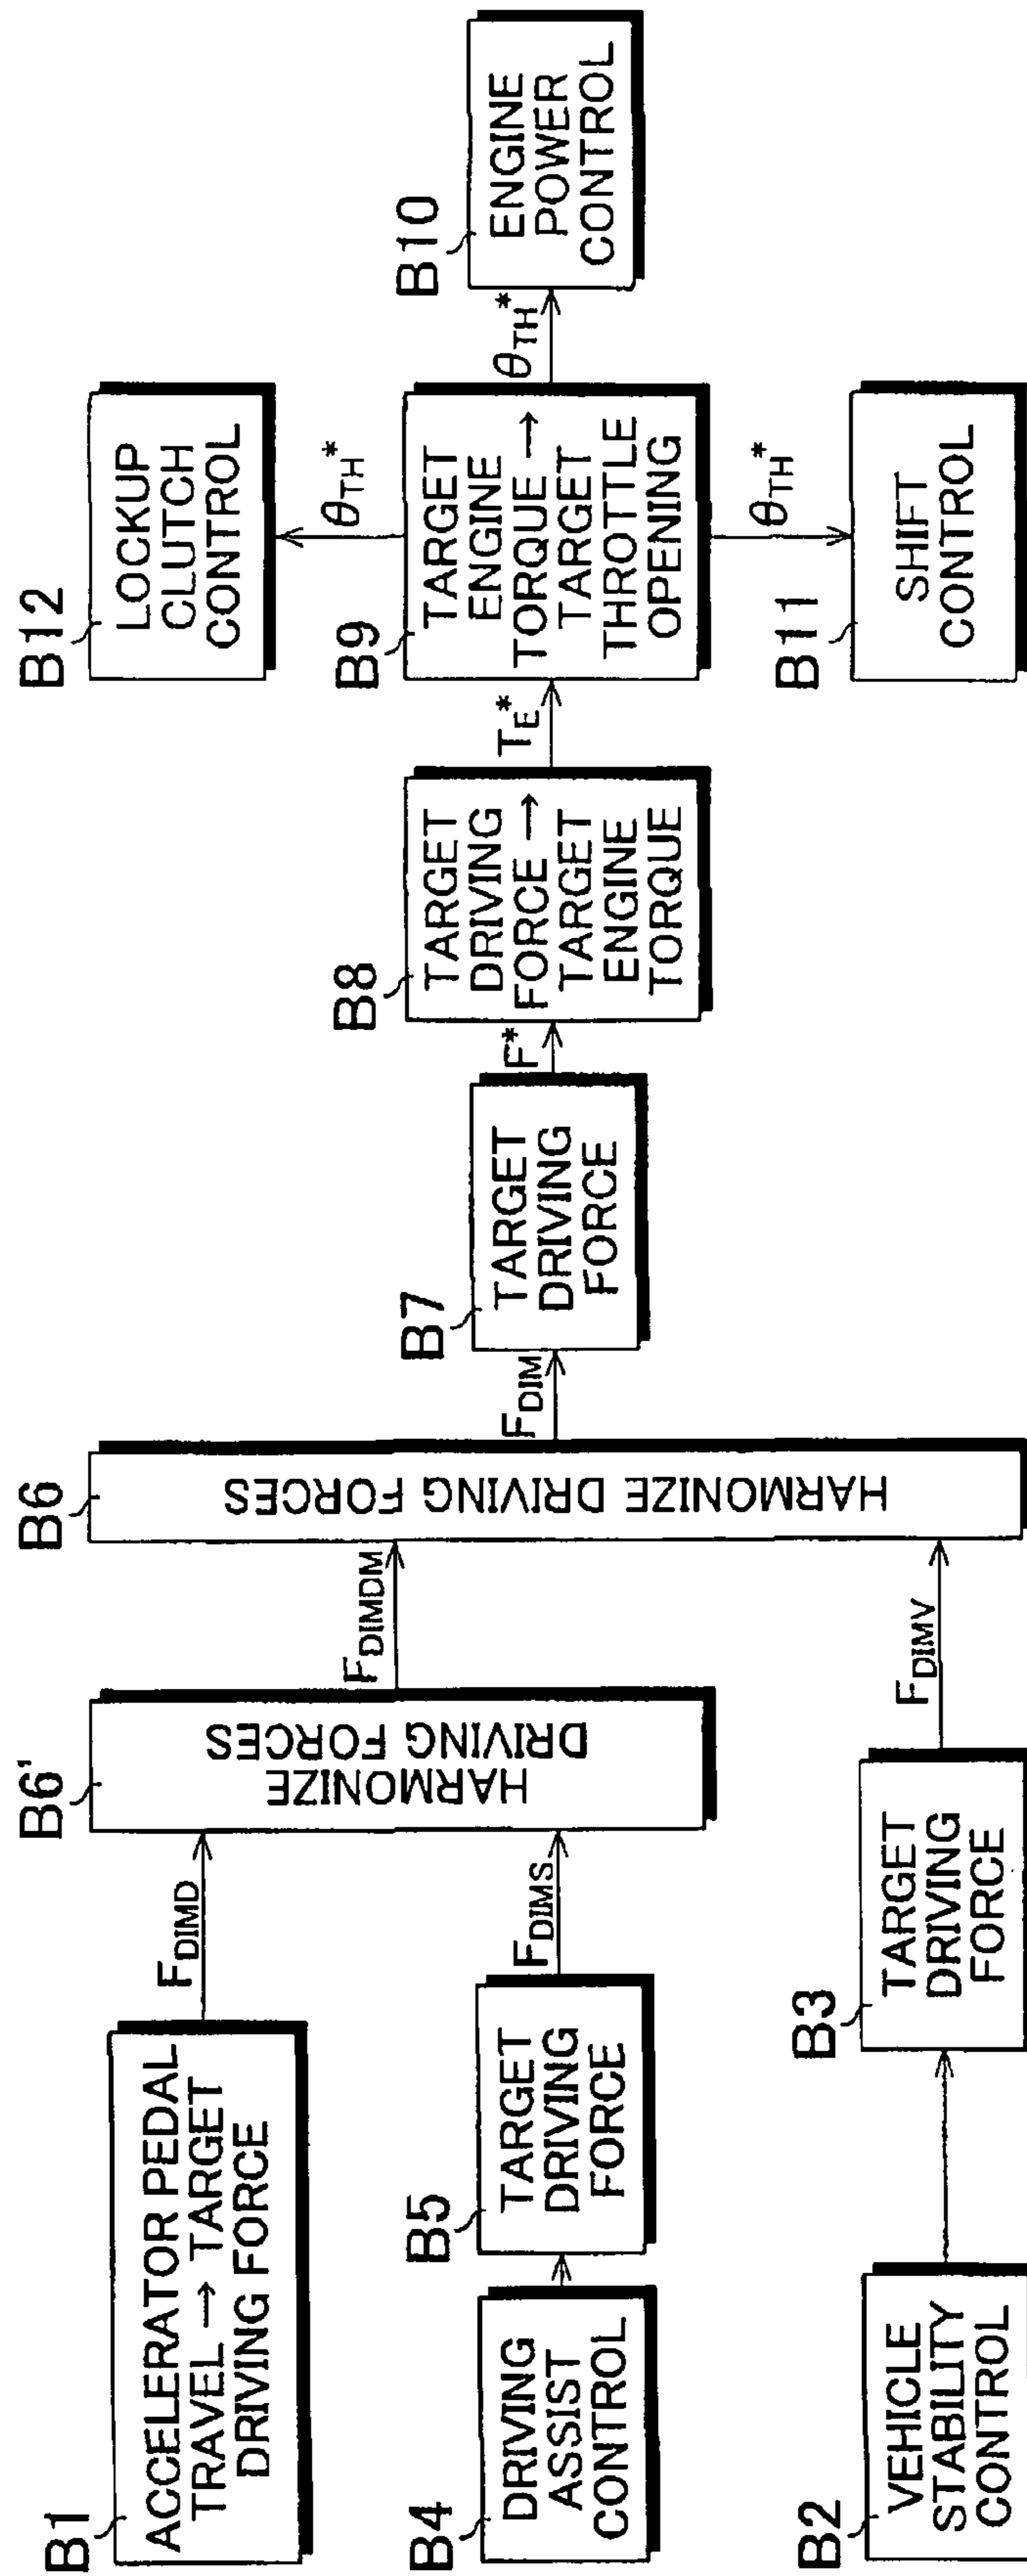 B1
ACCELERATOR PEDAL
TRAVEL → TARGET
DRIVING FORCE
F_DIMD
B4
DRIVING
ASSIST
CONTROL
B5
TARGET
DRIVING
FORCE
F_DIMS
B2
VEHICLE
STABILITY
CONTROL
B3
TARGET
DRIVING
FORCE
F_DIMV
B6'
HARMONIZE
DRIVING FORCES
F_DIMDM
B6
HARMONIZE DRIVING FORCES
F_DIM
B7
TARGET
DRIVING
FORCE
F*
B8
TARGET
DRIVING
FORCE →
TARGET
ENGINE
TORQUE
T_E*
B9
TARGET
ENGINE
TORQUE →
TARGET
THROTTLE
OPENING
θ_TH*
B12
LOCKUP
CLUTCH
CONTROL
θ_TH*
B10
ENGINE
POWER
CONTROL
θ_TH*
B11
SHIFT
CONTROL